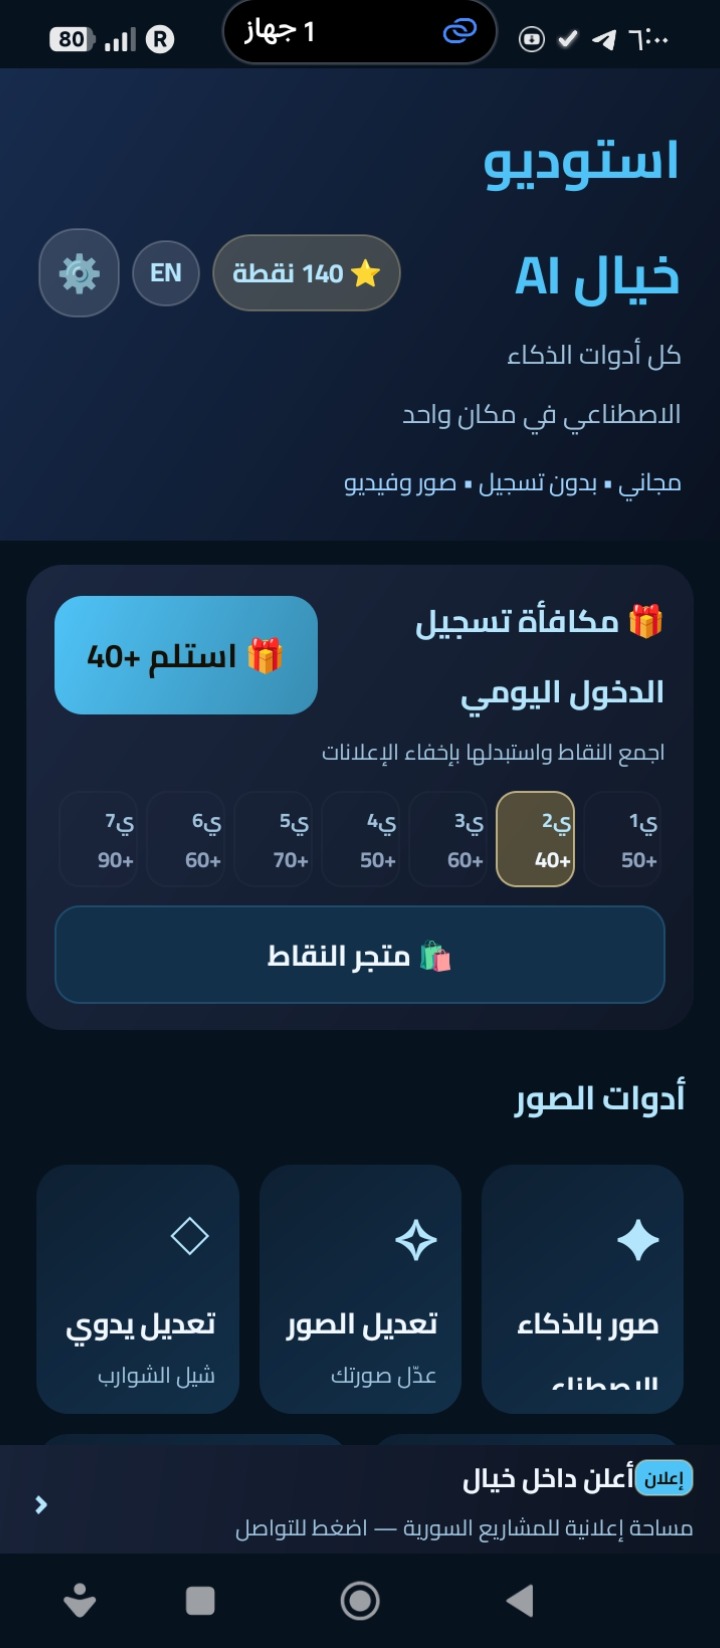 80
R
1 جهاز
٦:٠٠
استوديو
خيال AI
⭐ 140 نقطة
EN
كل أدوات الذكاء
الاصطناعي في مكان واحد
مجاني • بدون تسجيل • صور وفيديو
🎁 مكافأة تسجيل
الدخول اليومي
🎁 استلم +40
اجمع النقاط واستبدلها بإخفاء الإعلانات
ي1 ي2 ي3 ي4 ي5 ي6 ي7
+50 +40 +60 +50 +70 +60 +90
🛍️ متجر النقاط
أدوات الصور
صور بالذكاء
الاصطناعي
تعديل الصور
عدّل صورتك
تعديل يدوي
شيل الشوارب
إعلان
أعلن داخل خيال
مساحة إعلانية للمشاريع السورية — اضغط للتواصل